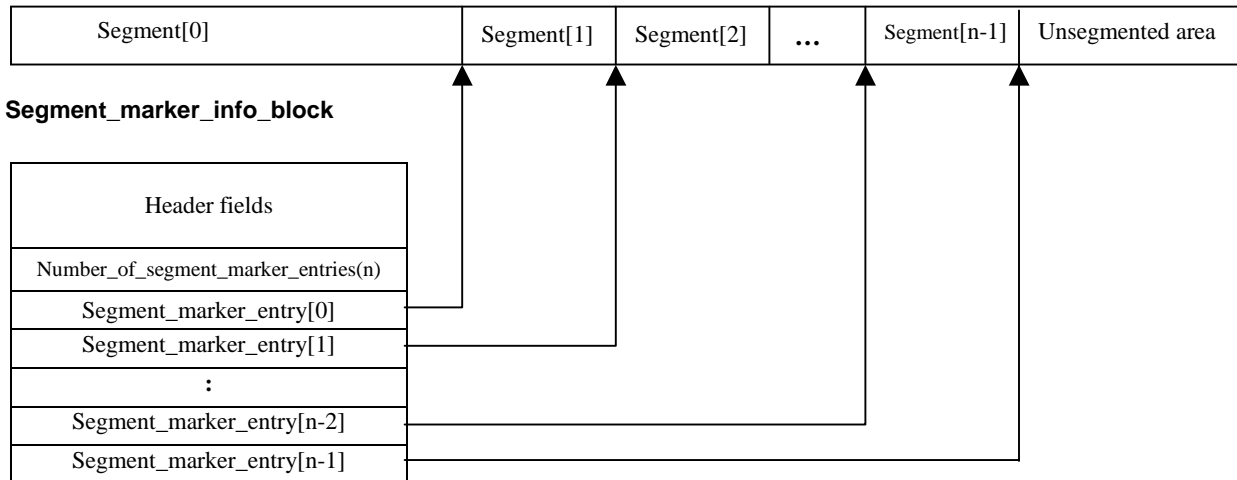 Segment[0] Segment[1] Segment[2] ... Segment[n-1] Unsegmented area
Segment_marker_info_block
Header fields
Number_of_segment_marker_entries(n)
Segment_marker_entry[0]
Segment_marker_entry[1]
:
Segment_marker_entry[n-2]
Segment_marker_entry[n-1]